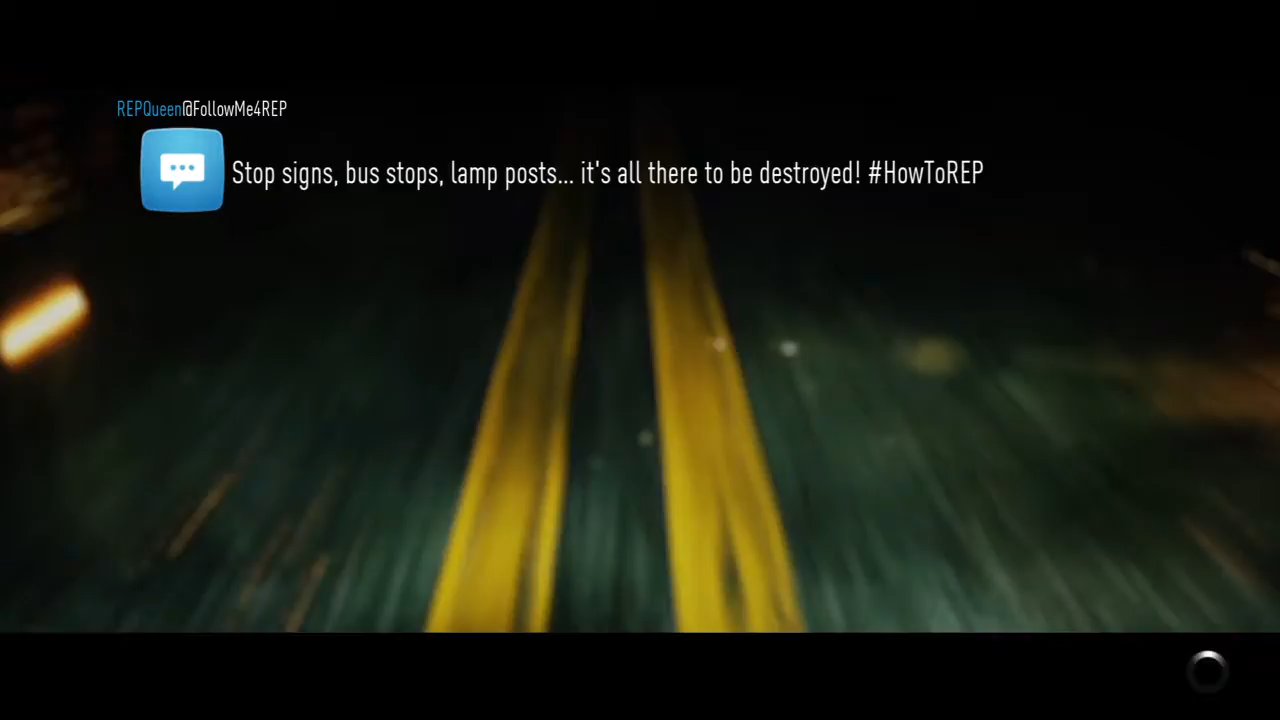 REPQueen@FollowMe4REP
Stop signs, bus stops, lamp posts... it's all there to be destroyed! #HowToREP